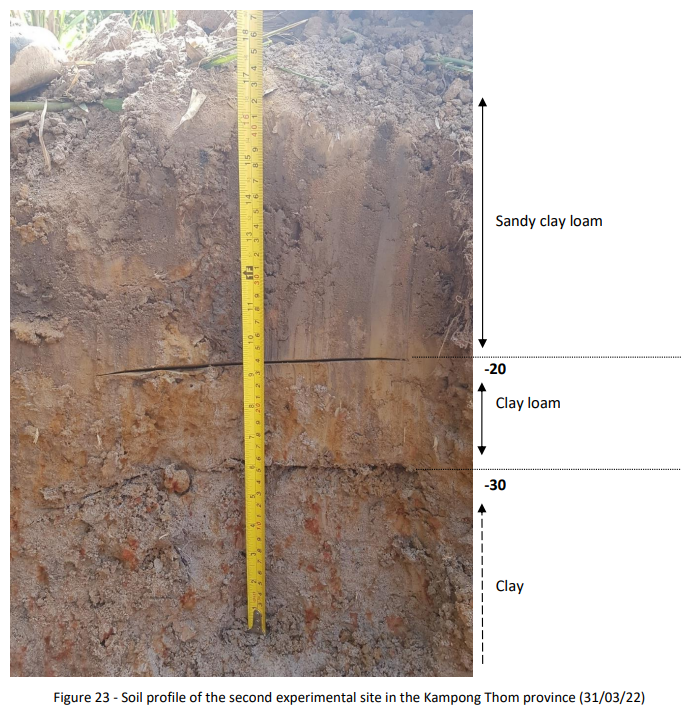 Sandy clay loam
-20
Clay loam
-30
Clay
Figure 23 - Soil profile of the second experimental site in the Kampong Thom province (31/03/22)